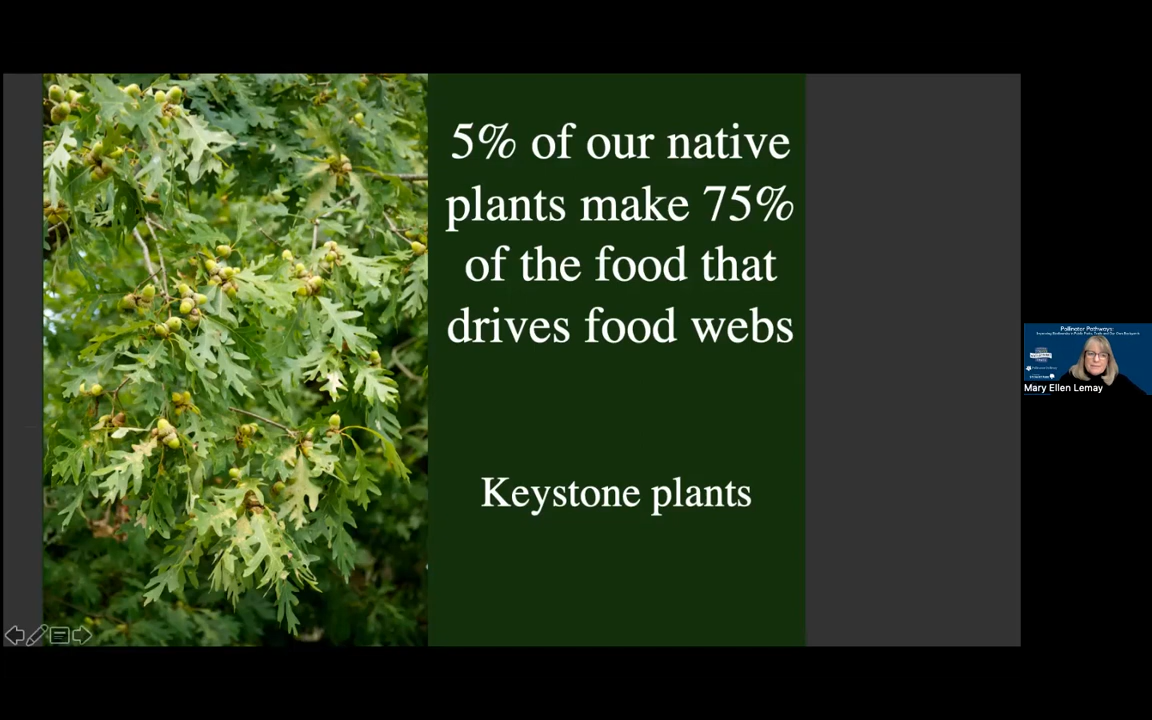 5% of our native
plants make 75%
of the food that
drives food webs
Keystone plants
Pollinator Pathways:
Mary Ellen Lemay